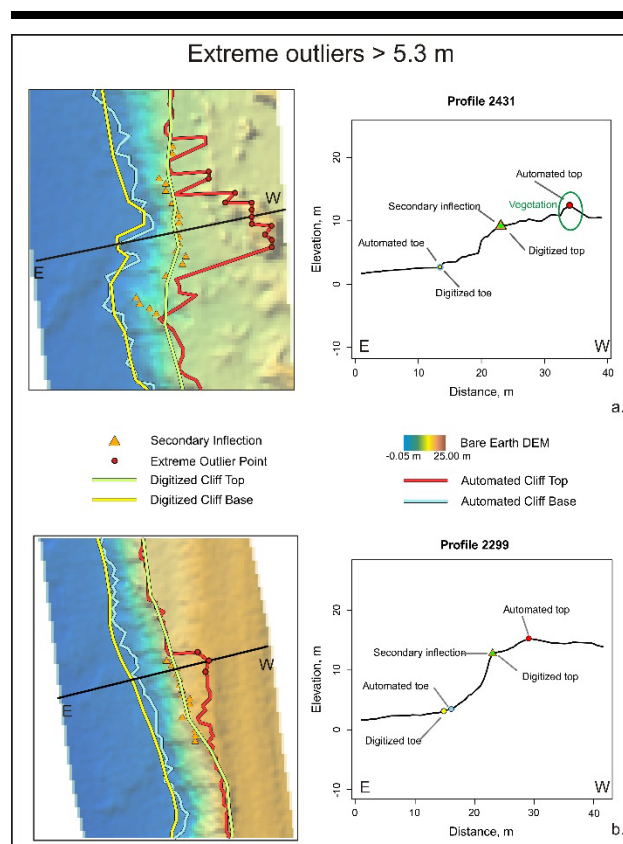 Extreme outliers > 5.3 m
E
W
Profile 2431
Elevation, m
20
10
0
-10
Automated top
Vegetation
Secondary inflection
Digitized top
Automated toe
Digitized toe
E
W
0
10
20
30
40
Distance, m
a.
Secondary Inflection
Extreme Outlier Point
Digitized Cliff Top
Digitized Cliff Base
Bare Earth DEM
-0.05 m
25.00 m
Automated Cliff Top
Automated Cliff Base
E
W
Profile 2299
Elevation, m
20
10
0
-10
Automated top
Secondary inflection
Digitized top
Automated toe
Digitized toe
E
W
0
10
20
30
40
Distance, m
b.